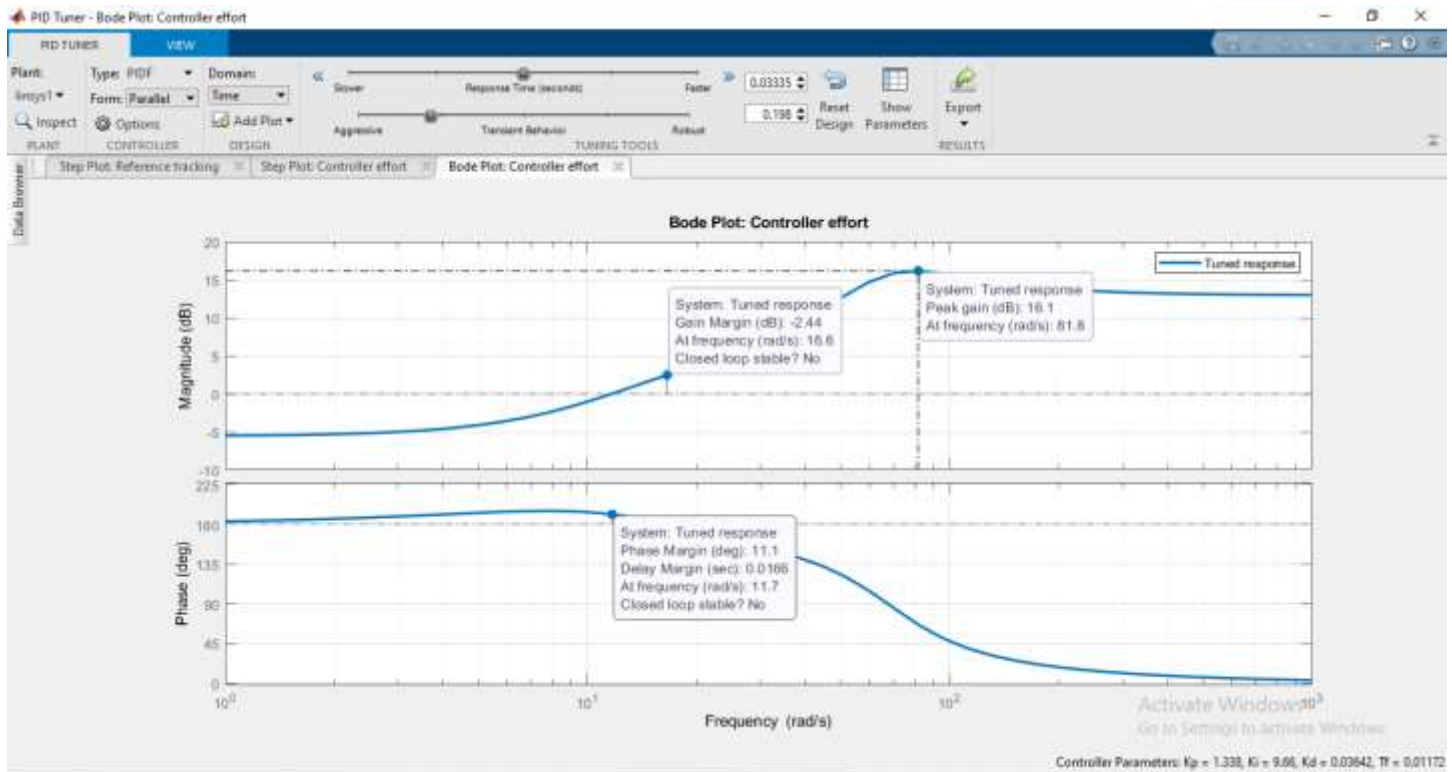 PID Tuner - Bode Plot: Controller effort
PID TUNER VIEW
Plant: Type: PIDF Domain:
Slower Response Time (seconds) Faster 0.03335
Form: Parallel Time
Inspect Options Add Plot
Aggressive Transient Behavior Robust 0.198
Reset Design Show Parameters Export
PLANT CONTROLLER DESIGN TUNING TOOLS RESULTS
Data Browser
Step Plot: Reference tracking Step Plot: Controller effort Bode Plot: Controller effort
Bode Plot: Controller effort
Magnitude (dB)
20
15
10
5
0
-5
-10
Tuned response
System: Tuned response
Gain Margin (dB): -2.44
At frequency (rad/s): 16.6
Closed loop stable? No
System: Tuned response
Peak gain (dB): 16.1
At frequency (rad/s): 81.8
Phase (deg)
225
180
135
90
45
0
System: Tuned response
Phase Margin (deg): 11.1
Delay Margin (sec): 0.0166
At frequency (rad/s): 11.7
Closed loop stable? No
10⁰ 10¹ 10² 10³
Frequency (rad/s)
Activate Windows
Go to Settings to activate Windows.
Controller Parameters: Kp = 1.338, Ki = 9.66, Kd = 0.03642, Tf = 0.01172